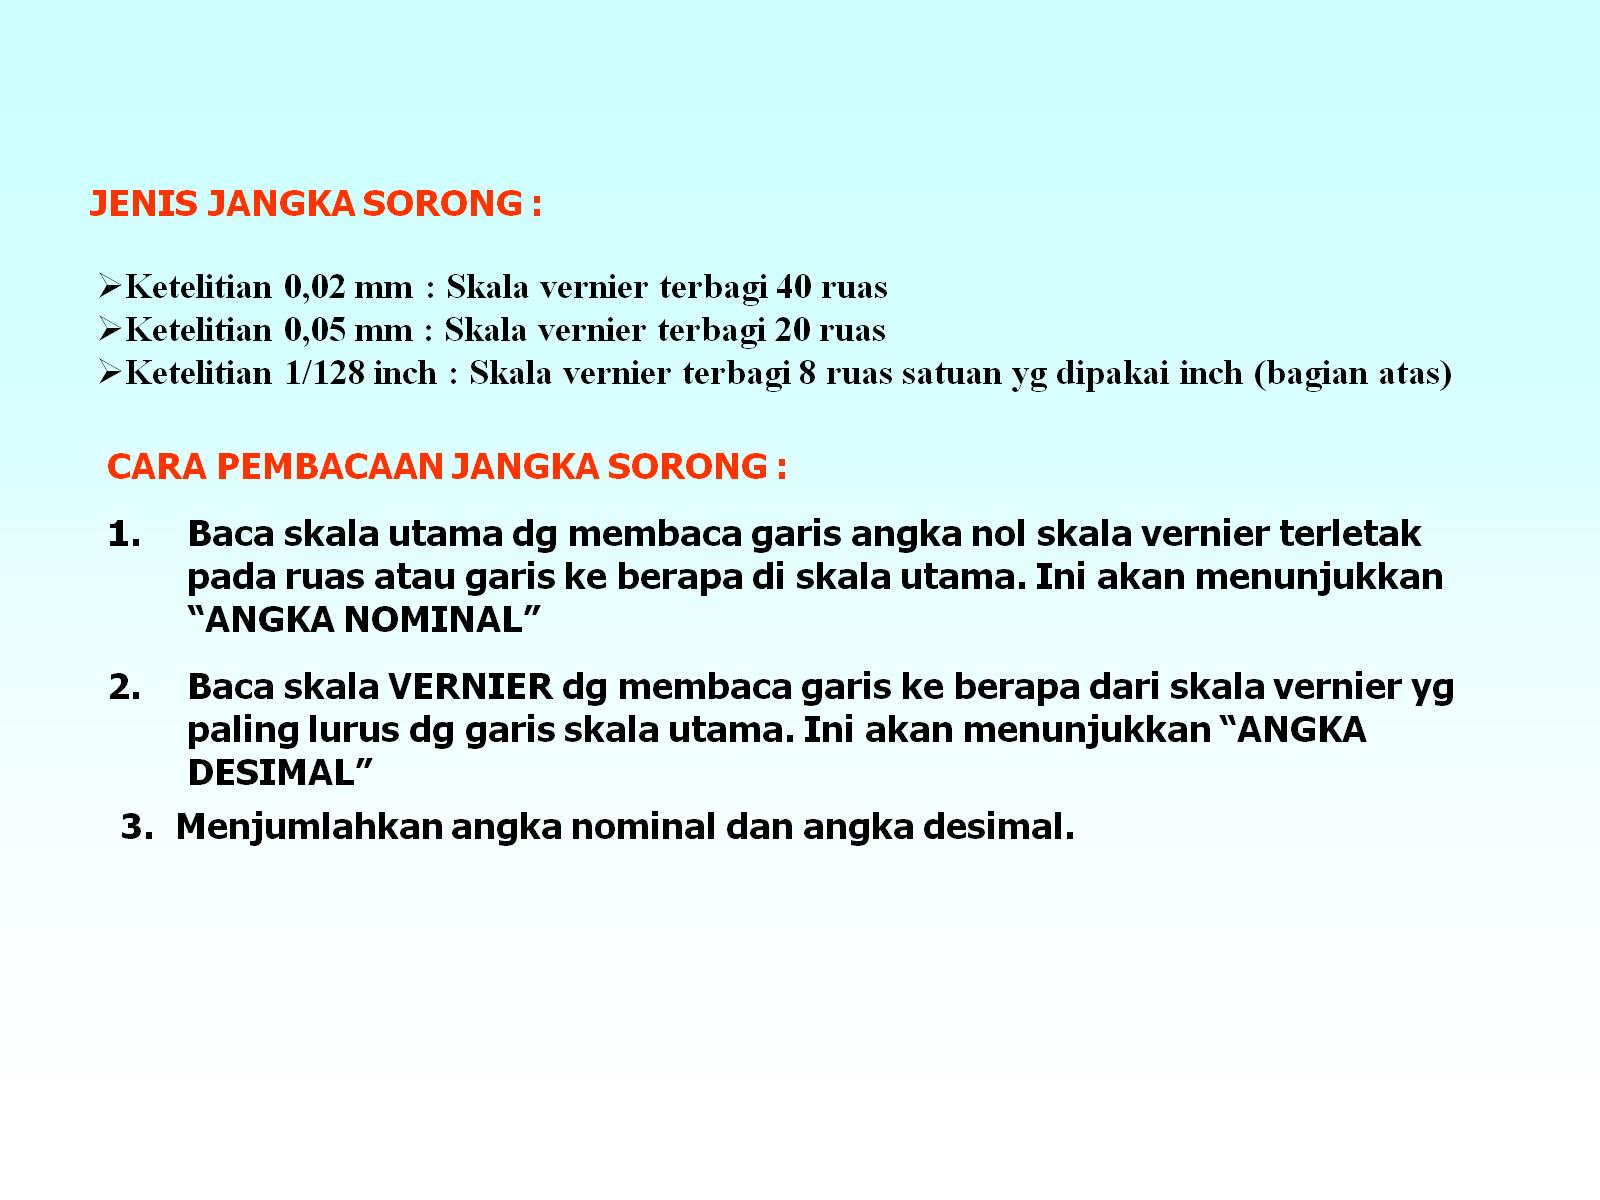 JENIS JANGKA SORONG :
➢Ketelitian 0,02 mm : Skala vernier terbagi 40 ruas
➢Ketelitian 0,05 mm : Skala vernier terbagi 20 ruas
➢Ketelitian 1/128 inch : Skala vernier terbagi 8 ruas satuan yg dipakai inch (bagian atas)
CARA PEMBACAAN JANGKA SORONG :
1. Baca skala utama dg membaca garis angka nol skala vernier terletak
pada ruas atau garis ke berapa di skala utama. Ini akan menunjukkan
“ANGKA NOMINAL”
2. Baca skala VERNIER dg membaca garis ke berapa dari skala vernier yg
paling lurus dg garis skala utama. Ini akan menunjukkan “ANGKA
DESIMAL”
3. Menjumlahkan angka nominal dan angka desimal.